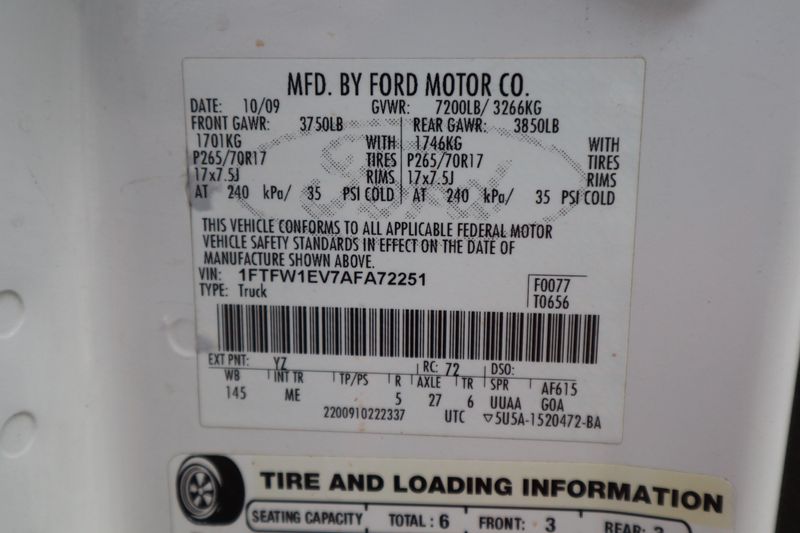 MFD. BY FORD MOTOR CO.
DATE: 10/09 GVWR: 7200LB/ 3266KG
FRONT GAWR: 3750LB REAR GAWR: 3850LB
1701KG WITH 1746KG WITH
P265/70R17 TIRES P265/70R17 TIRES
17x7.5J RIMS 17x7.5J RIMS
AT 240 kPa/ 35 PSI COLD AT 240 kPa/ 35 PSI COLD
Ford
THIS VEHICLE CONFORMS TO ALL APPLICABLE FEDERAL MOTOR
VEHICLE SAFETY STANDARDS IN EFFECT ON THE DATE OF
MANUFACTURE SHOWN ABOVE.
VIN: 1FTFW1EV7AFA72251
TYPE: Truck F0077
T0656
EXT PNT: YZ RC: 72 DSO:
WB INT TR TP/PS R AXLE TR SPR AF615
145 ME 5 27 6 UUAA GOA
2200910222337 UTC ▽5U5A-1520472-BA
TIRE AND LOADING INFORMATION
SEATING CAPACITY TOTAL : 6 FRONT: 3 REAR: 3